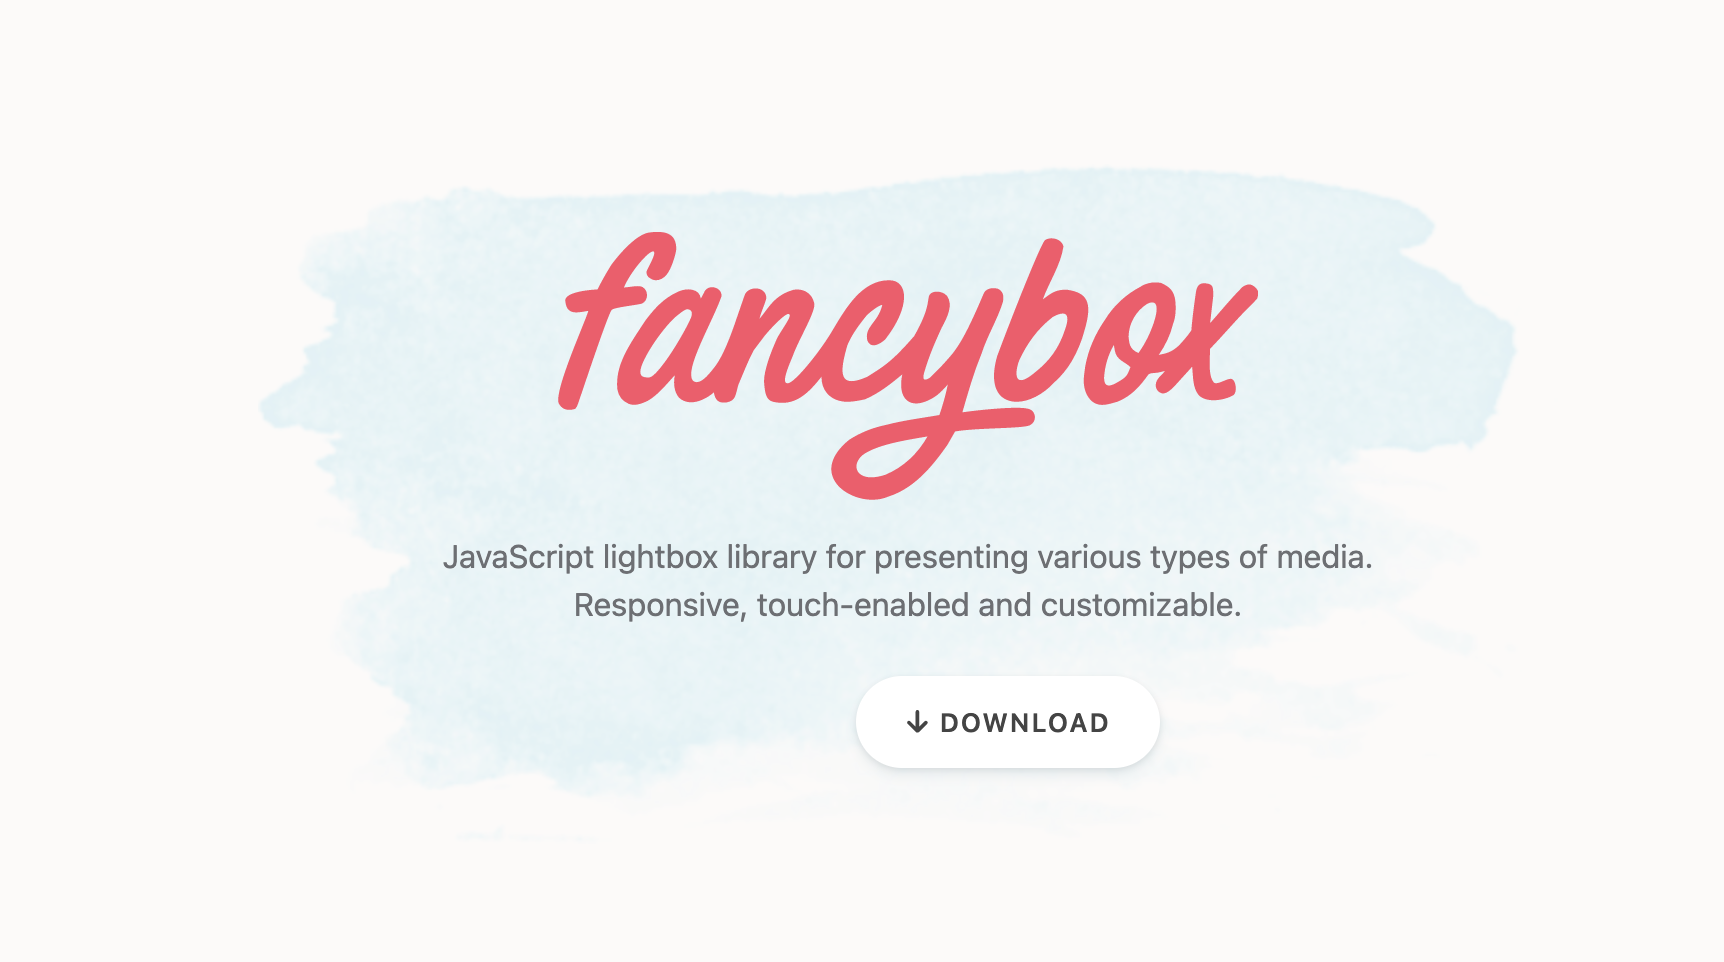 fancybox
JavaScript lightbox library for presenting various types of media.
Responsive, touch-enabled and customizable.
DOWNLOAD